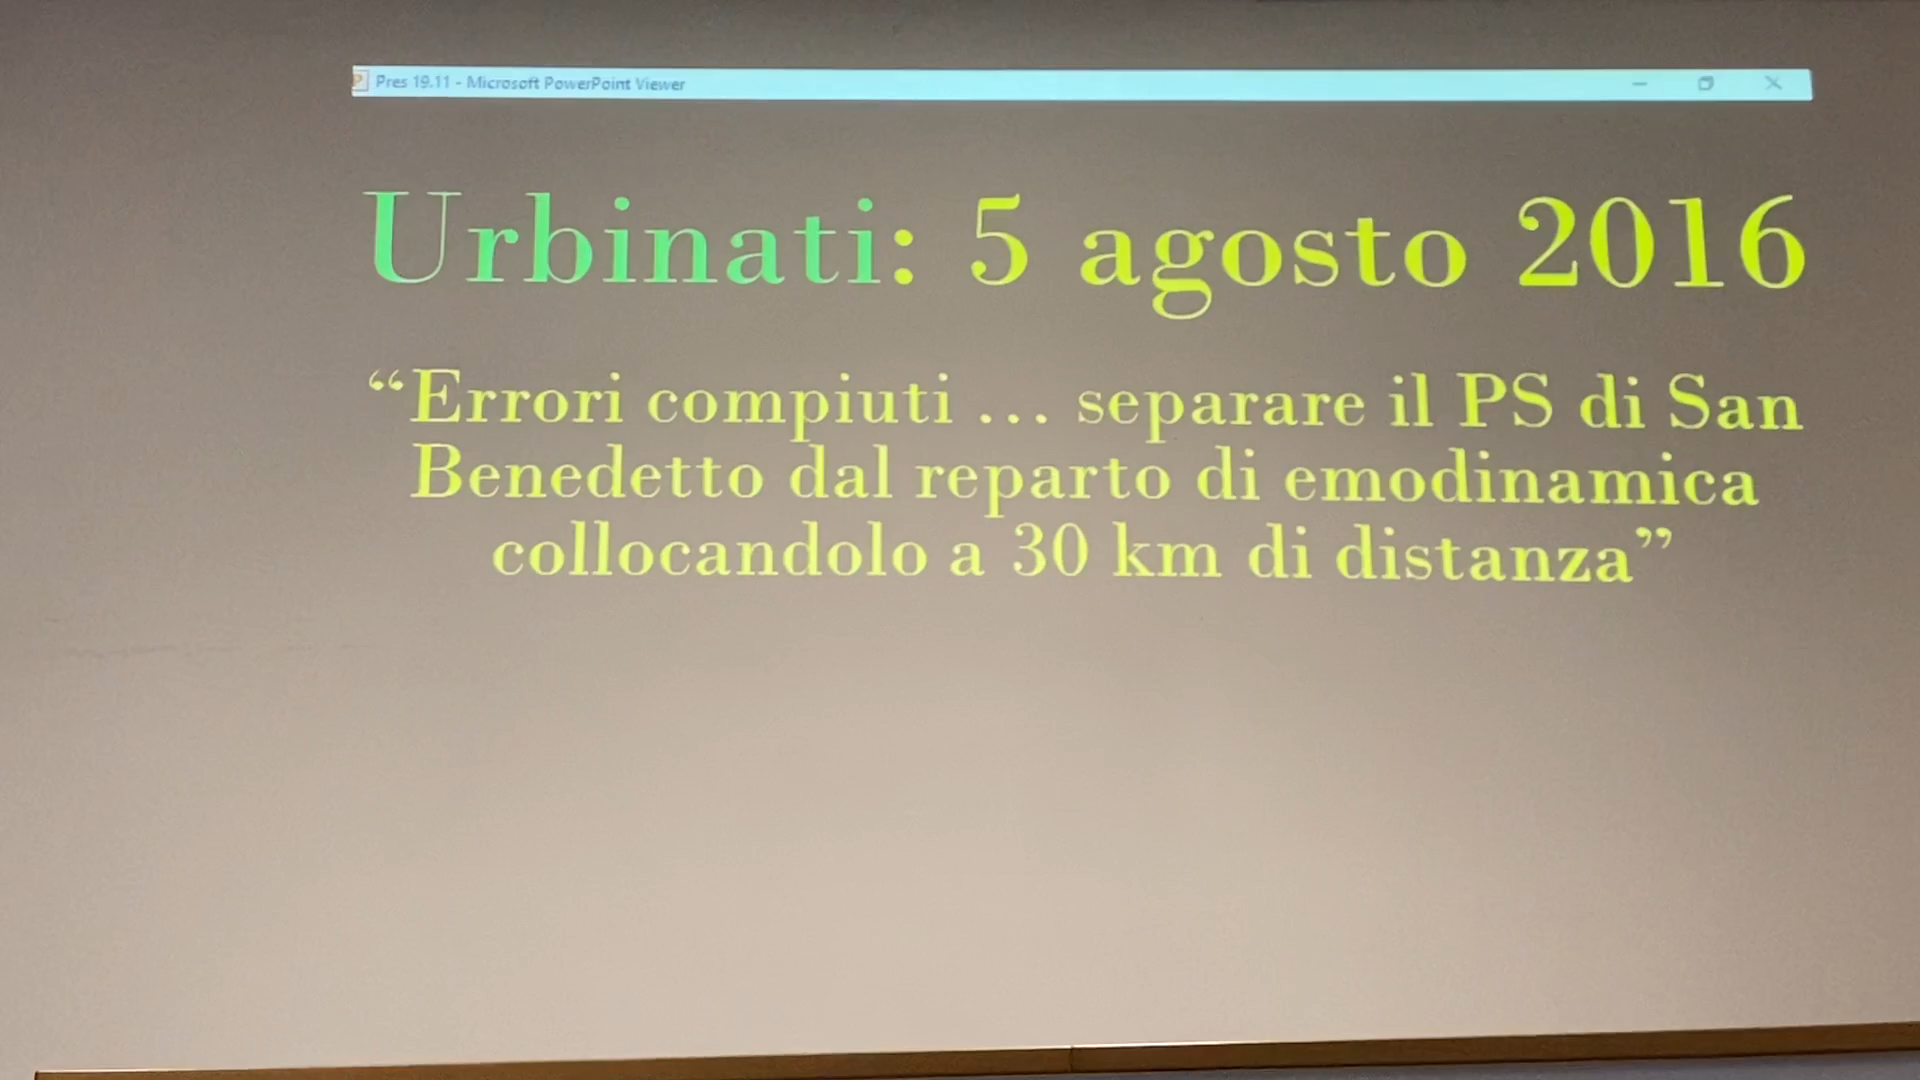 Pres 19.11 - Microsoft PowerPoint Viewer
Urbinati: 5 agosto 2016
“Errori compiuti ... separare il PS di San
Benedetto dal reparto di emodinamica
collocandolo a 30 km di distanza”